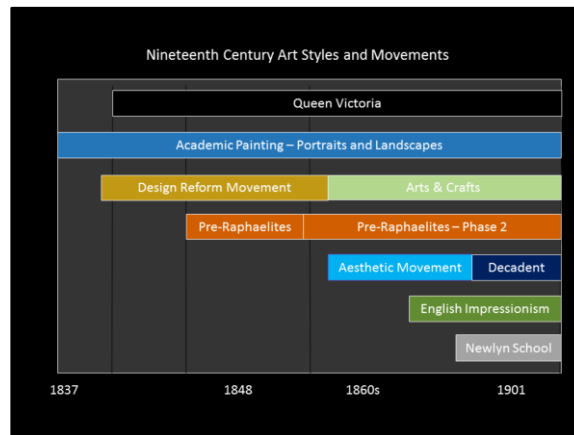 Nineteenth Century Art Styles and Movements
Queen Victoria
Academic Painting – Portraits and Landscapes
Design Reform Movement
Arts & Crafts
Pre-Raphaelites
Pre-Raphaelites – Phase 2
Aesthetic Movement
Decadent
English Impressionism
Newlyn School
1837
1848
1860s
1901